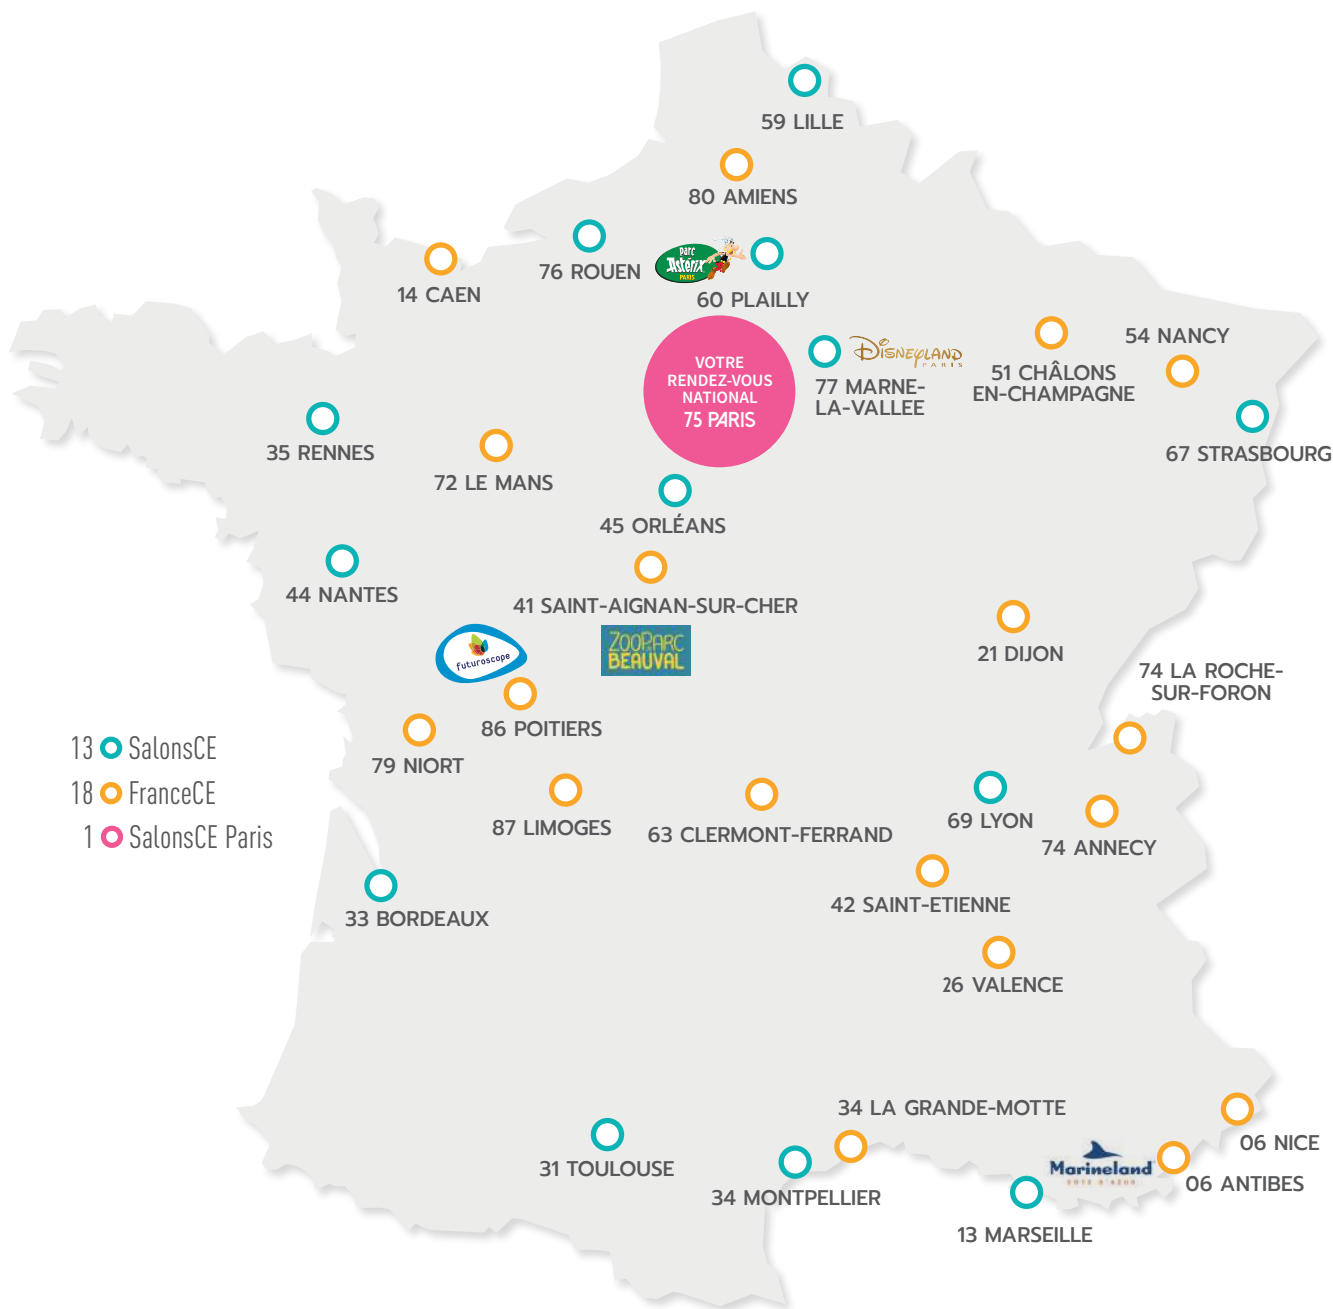 59 LILLE
80 AMIENS
76 ROUEN
parc
Astérix
PARIS
60 PLAILLY
14 CAEN
VOTRE
RENDEZ-VOUS
NATIONAL
75 PARIS
DISNEYLAND
PARIS
77 MARNE-
LA-VALLEE
51 CHÂLONS
EN-CHAMPAGNE
54 NANCY
67 STRASBOURG
35 RENNES
72 LE MANS
45 ORLÉANS
44 NANTES
41 SAINT-AIGNAN-SUR-CHER
ZOOPARC
BEAUVAL
futuroscope
86 POITIERS
21 DIJON
74 LA ROCHE-
SUR-FORON
79 NIORT
13 SalonsCE
18 FranceCE
1 SalonsCE Paris
87 LIMOGES
63 CLERMONT-FERRAND
69 LYON
74 ANNECY
42 SAINT-ETIENNE
33 BORDEAUX
26 VALENCE
34 LA GRANDE-MOTTE
31 TOULOUSE
34 MONTPELLIER
Marineland
CÔTE D'AZUR
06 NICE
06 ANTIBES
13 MARSEILLE